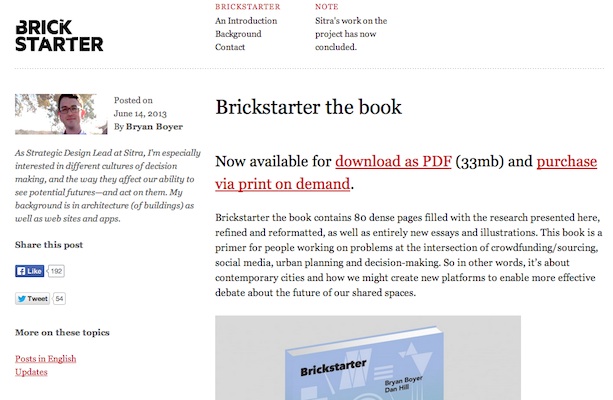 BRICK
STARTER
BRICKSTARTER
An Introduction
Background
Contact
NOTE
Sitra's work on the
project has now
concluded.
Posted on
June 14, 2013
By Bryan Boyer
As Strategic Design Lead at Sitra, I'm especially
interested in different cultures of decision
making, and the way they affect our ability to
see potential futures—and act on them. My
background is in architecture (of buildings) as
well as web sites and apps.
Share this post
Like 192
Tweet 54
More on these topics
Posts in English
Updates
Brickstarter the book
Now available for download as PDF (33mb) and purchase
via print on demand.
Brickstarter the book contains 80 dense pages filled with the research presented here,
refined and reformatted, as well as entirely new essays and illustrations. This book is a
primer for people working on problems at the intersection of crowdfunding/sourcing,
social media, urban planning and decision-making. So in other words, it's about
contemporary cities and how we might create new platforms to enable more effective
debate about the future of our shared spaces.
Brickstarter
Bryan Boyer
Dan Hill